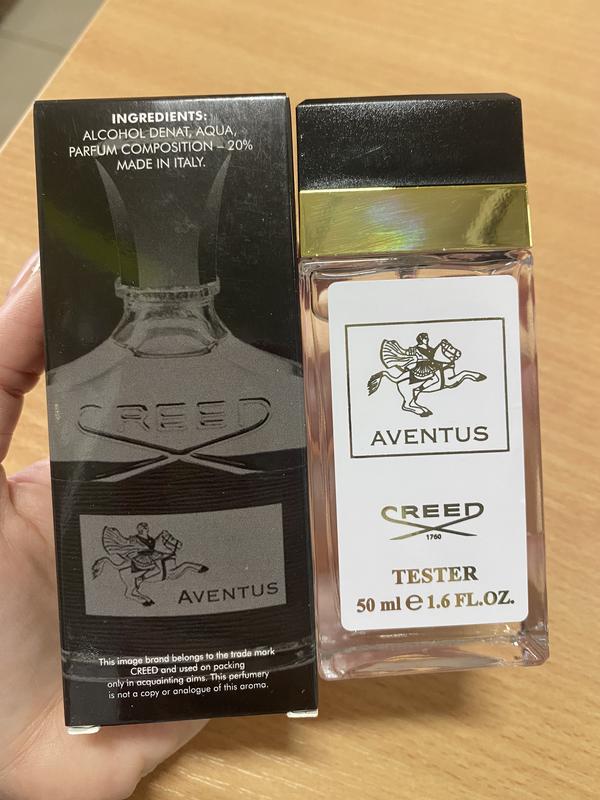 INGREDIENTS:
ALCOHOL DENAT, AQUA,
PARFUM COMPOSITION – 20%
MADE IN ITALY.
CREED
AVENTUS
This image brand belongs to the trade mark
CREED and used on packing
only in acquainting aims. This perfumery
is not a copy or analogue of this aroma.
AVENTUS
CREED
1760
TESTER
50 ml ℮ 1.6 FL.OZ.